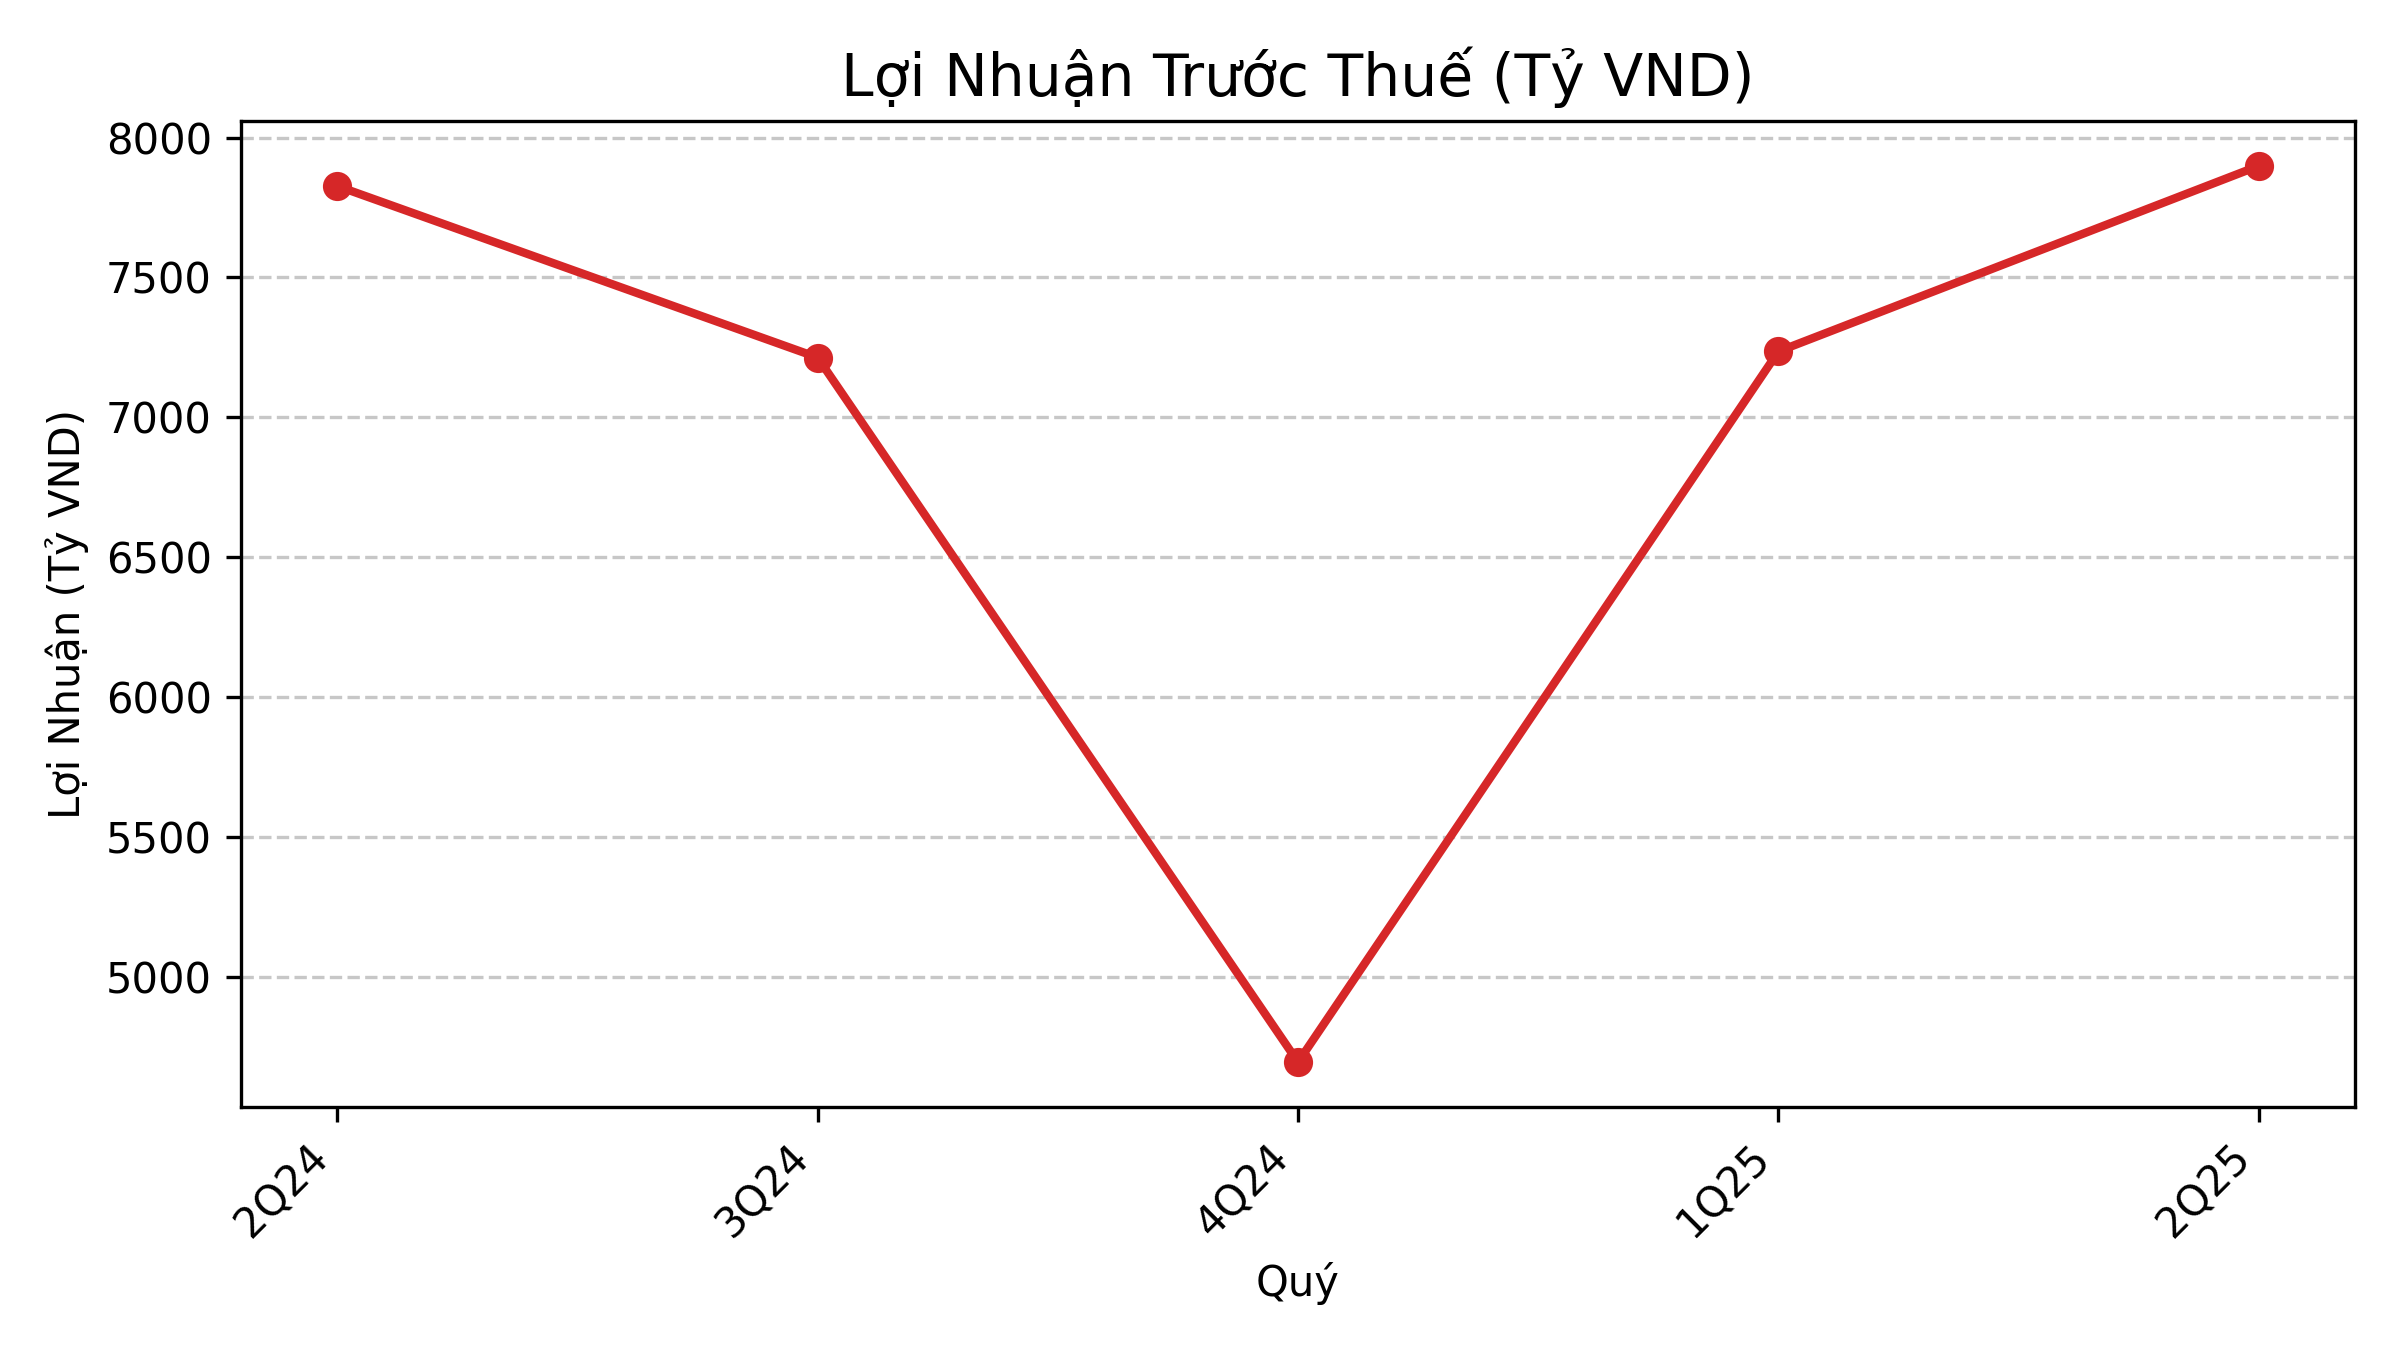 Lợi Nhuận Trước Thuế (Tỷ VND)
8000
7500
7000
6500
6000
5500
5000
Lợi Nhuận (Tỷ VND)
2Q24
3Q24
4Q24
1Q25
2Q25
Quý